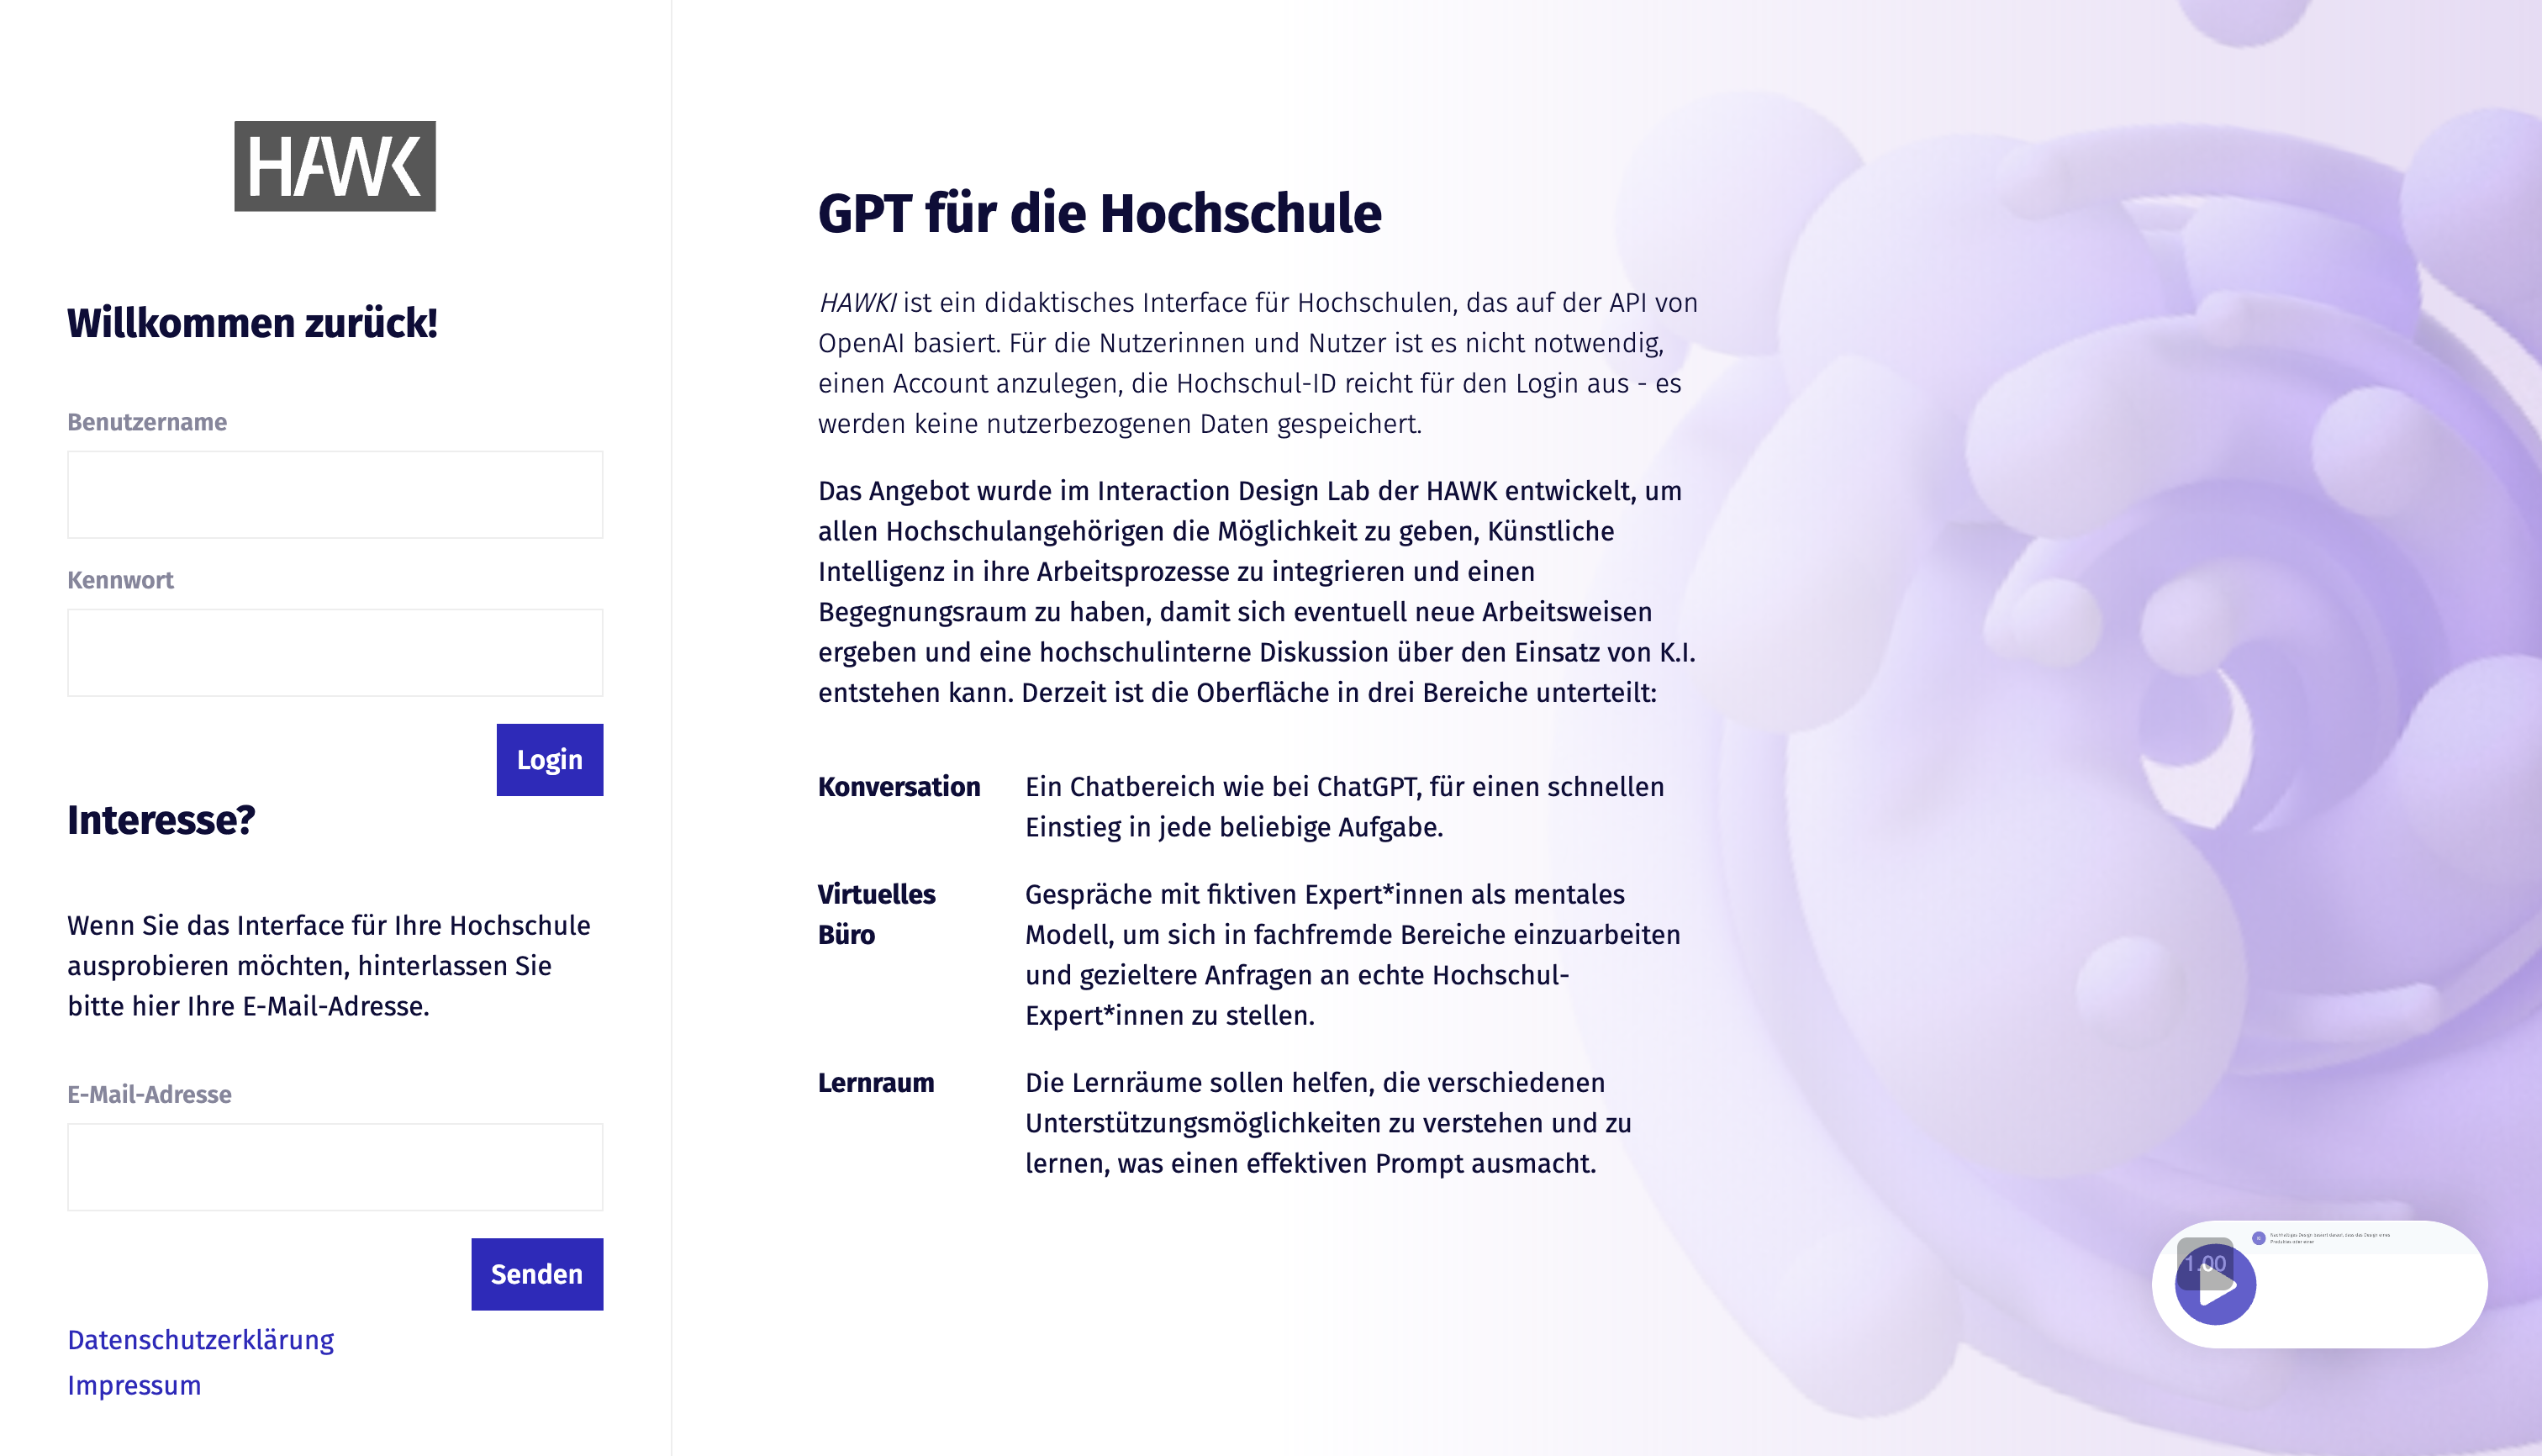 HAWK
Willkommen zurück!
Benutzername
Kennwort
Login
Interesse?
Wenn Sie das Interface für Ihre Hochschule
ausprobieren möchten, hinterlassen Sie
bitte hier Ihre E-Mail-Adresse.
E-Mail-Adresse
Senden
Datenschutzerklärung
Impressum
GPT für die Hochschule
HAWKI ist ein didaktisches Interface für Hochschulen, das auf der API von
OpenAI basiert. Für die Nutzerinnen und Nutzer ist es nicht notwendig,
einen Account anzulegen, die Hochschul-ID reicht für den Login aus - es
werden keine nutzerbezogenen Daten gespeichert.
Das Angebot wurde im Interaction Design Lab der HAWK entwickelt, um
allen Hochschulangehörigen die Möglichkeit zu geben, Künstliche
Intelligenz in ihre Arbeitsprozesse zu integrieren und einen
Begegnungsraum zu haben, damit sich eventuell neue Arbeitsweisen
ergeben und eine hochschulinterne Diskussion über den Einsatz von K.I.
entstehen kann. Derzeit ist die Oberfläche in drei Bereiche unterteilt:
Konversation Ein Chatbereich wie bei ChatGPT, für einen schnellen
Einstieg in jede beliebige Aufgabe.
Virtuelles Gespräche mit fiktiven Expert*innen als mentales
Büro Modell, um sich in fachfremde Bereiche einzuarbeiten
und gezieltere Anfragen an echte Hochschul-
Expert*innen zu stellen.
Lernraum Die Lernräume sollen helfen, die verschiedenen
Unterstützungsmöglichkeiten zu verstehen und zu
lernen, was einen effektiven Prompt ausmacht.
1.00